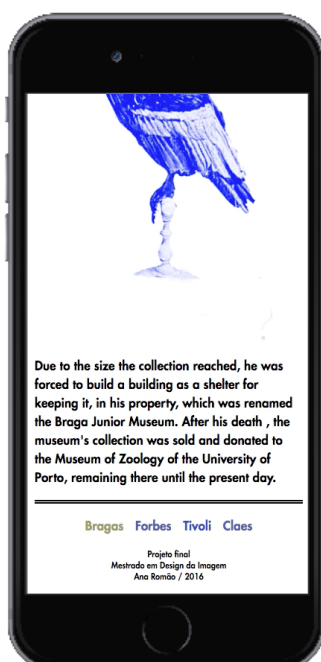 Due to the size the collection reached, he was
forced to build a building as a shelter for
keeping it, in his property, which was renamed
the Braga Junior Museum. After his death , the
museum's collection was sold and donated to
the Museum of Zoology of the University of
Porto, remaining there until the present day.
Bragas Forbes Tivoli Claes
Projeto final
Mestrado em Design da Imagem
Ana Romão / 2016